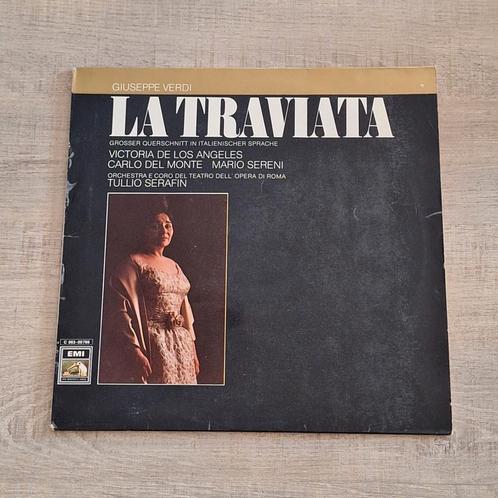 GIUSEPPE VERDI
LA TRAVIATA
GROSSER QUERSCHNITT IN ITALIENISCHER SPRACHE
VICTORIA DE LOS ANGELES
CARLO DEL MONTE MARIO SERENI
ORCHESTRA E CORO DEL TEATRO DELL' OPERA DI ROMA
TULLIO SERAFIN
EMI